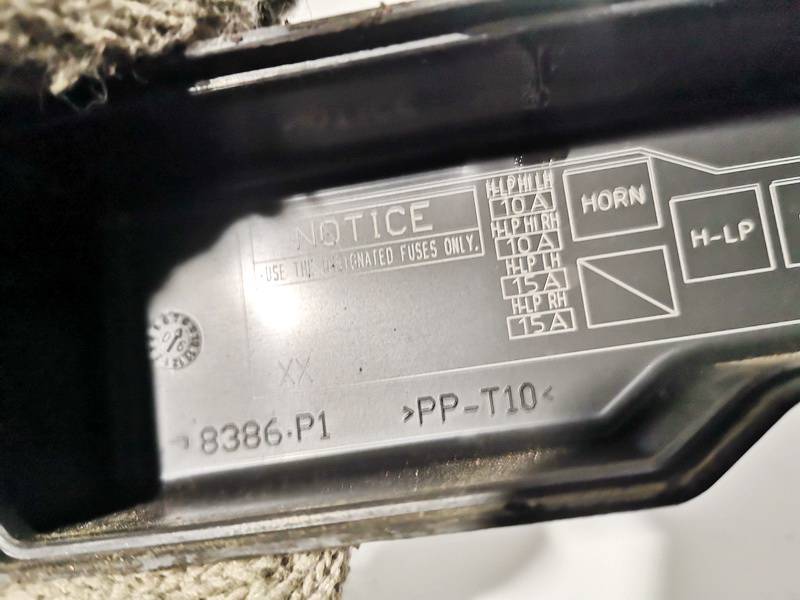 NOTICE
USE THE DESIGNATED FUSES ONLY.
H-LP HI LH
10A
H-LP HI RH
10A
H-LP LH
15A
H-LP RH
15A
HORN
H-LP
XX
8386-P1
>PP-T10<